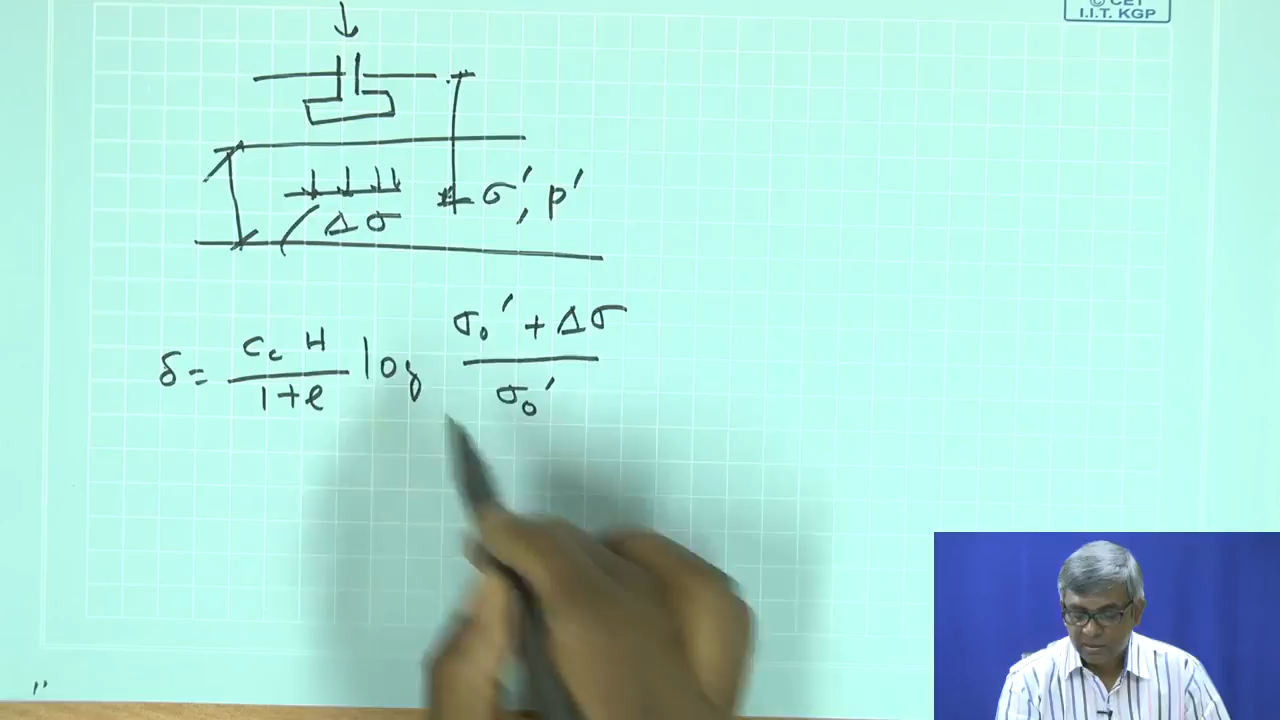 © CET
I.I.T. KGP
σ', p'
Δσ
δ = Cc H / 1+e log σ₀' + Δσ / σ₀'